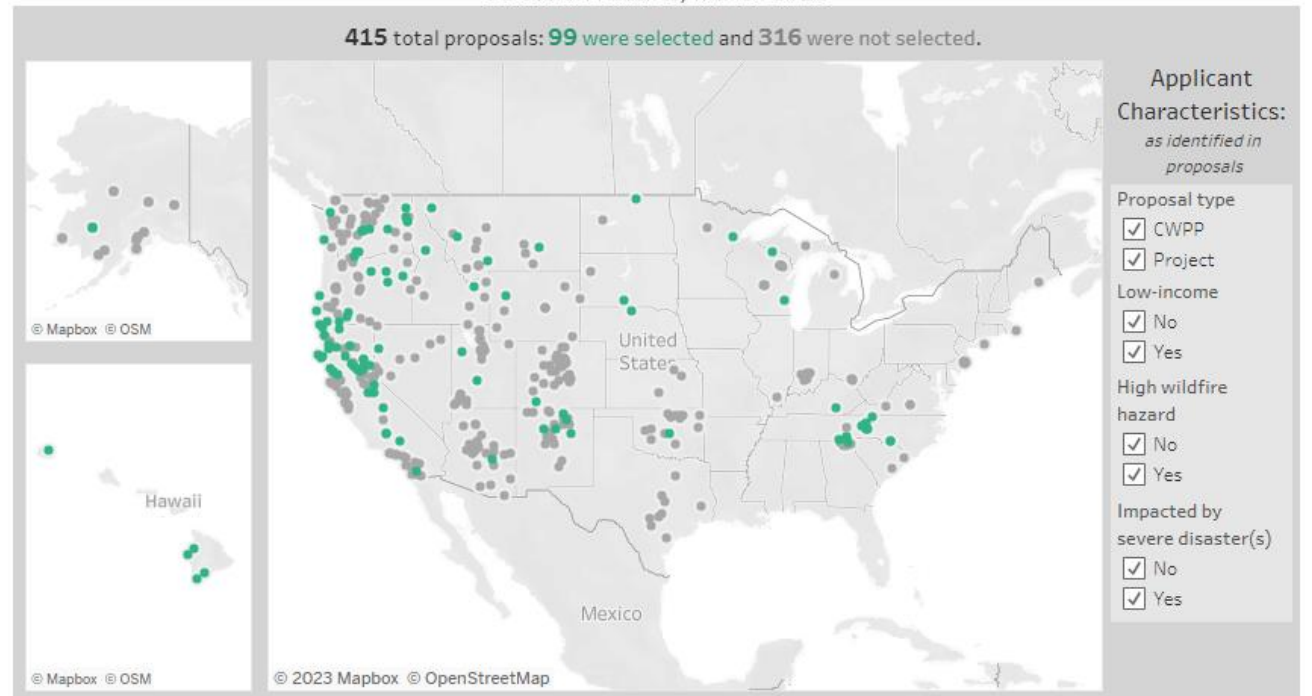 415 total proposals: 99 were selected and 316 were not selected.
© Mapbox © OSM
Hawaii
© Mapbox © OSM
United
States
Mexico
© 2023 Mapbox © OpenStreetMap
Applicant
Characteristics:
as identified in
proposals
Proposal type
CWPP
Project
Low-income
No
Yes
High wildfire
hazard
No
Yes
Impacted by
severe disaster(s)
No
Yes